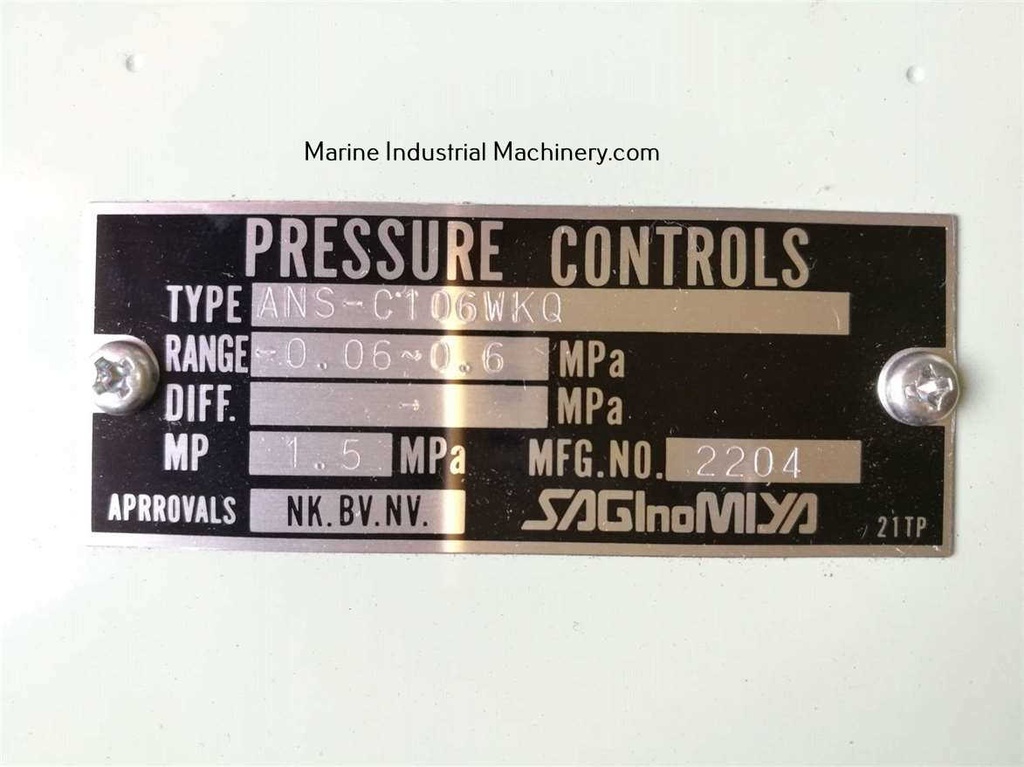 Marine Industrial Machinery.com
PRESSURE CONTROLS
TYPE ANS-C106WKQ
RANGE -0.06~0.6 MPa
DIFF. - MPa
MP 1.5 MPa MFG.NO. 2204
APRROVALS NK.BV.NV. SAGInoMIYA 21TP